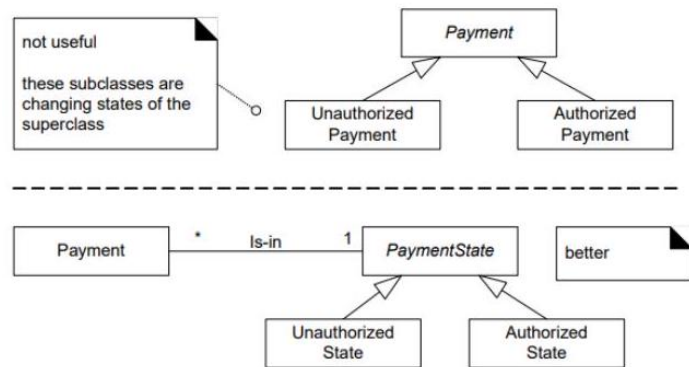 not useful
these subclasses are
changing states of the
superclass
Payment
Unauthorized
Payment
Authorized
Payment
Payment
*
Is-in
1
PaymentState
better
Unauthorized
State
Authorized
State